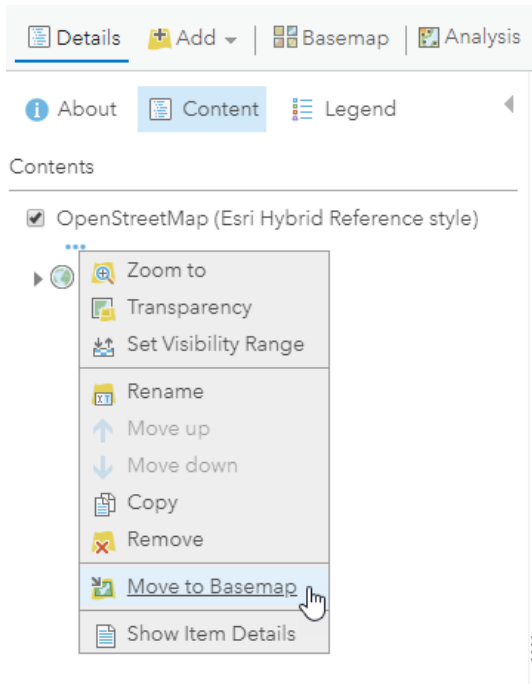 Details Add Basemap Analysis
About Content Legend
Contents
OpenStreetMap (Esri Hybrid Reference style)
Zoom to
Transparency
Set Visibility Range
Rename
Move up
Move down
Copy
Remove
Move to Basemap
Show Item Details